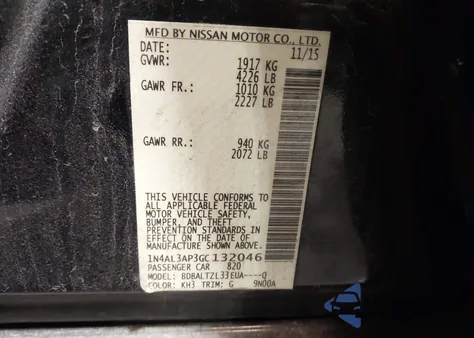 MFD BY NISSAN MOTOR CO., LTD.
DATE: 11/15
GVWR: 1917 KG
4226 LB
GAWR FR.: 1010 KG
2227 LB
GAWR RR.: 940 KG
2072 LB
THIS VEHICLE CONFORMS TO
ALL APPLICABLE FEDERAL
MOTOR VEHICLE SAFETY,
BUMPER, AND THEFT
PREVENTION STANDARDS IN
EFFECT ON THE DATE OF
MANUFACTURE SHOWN ABOVE.
1N4AL3AP3GC132046
PASSENGER CAR 820
MODEL: BDBALTZL33EUA----Q
COLOR: KH3 TRIM: G 9N00A